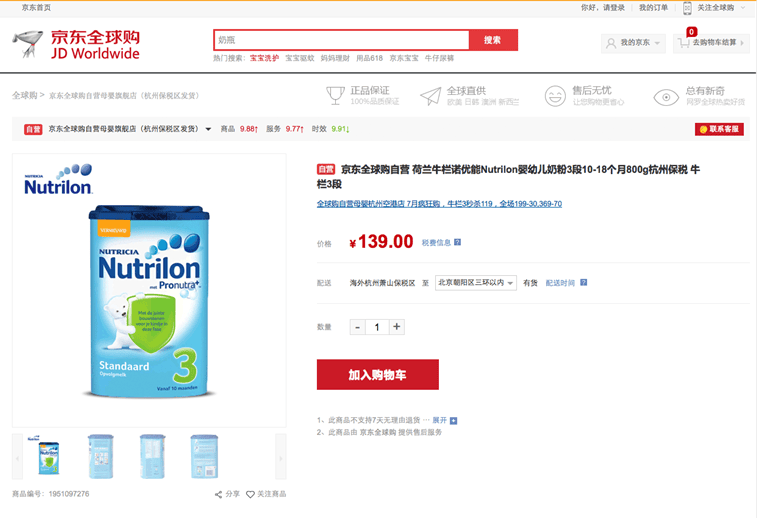 京东首页
你好，请登录 我的订单 关注全球购
京东全球购
JD Worldwide
奶瓶
搜索
我的京东
0
去购物车结算
热门搜索： 宝宝洗护 宝宝驱蚊 妈妈理财 用品618 京东宝宝 牛仔尿裤
全球购 > 京东全球购自营母婴旗舰店（杭州保税区发货）
正品保证
100%品质保证
全球直供
欧美 日韩 澳洲 新西兰
售后无忧
让您购物更省心
总有新奇
网罗全球热卖好货
自营 京东全球购自营母婴旗舰店（杭州保税区发货） 商品 9.88↑ 服务 9.77↑ 时效 9.91↓
联系客服
NUTRICIA
Nutrilon
Volledig
NUTRICIA
Nutrilon
met Pronutra+
Standaard
Opvolgmelk
3
Vanaf 10 maanden
自营 京东全球购自营 荷兰牛栏诺优能Nutrilon婴幼儿奶粉3段10-18个月800g杭州保税 牛
栏3段
全球购自营母婴杭州空港店 7月疯狂购，牛栏3秒杀119，全场199-30,369-70
价格 ¥139.00 税费信息 ?
配送 海外杭州萧山保税区 至 北京朝阳区三环以内 有货 配送时间 ?
数量 - 1 +
加入购物车
1、此商品不支持7天无理由退货 ··· 展开 +
2、此商品由 京东全球购 提供售后服务
商品编号：1951097276
分享 关注商品